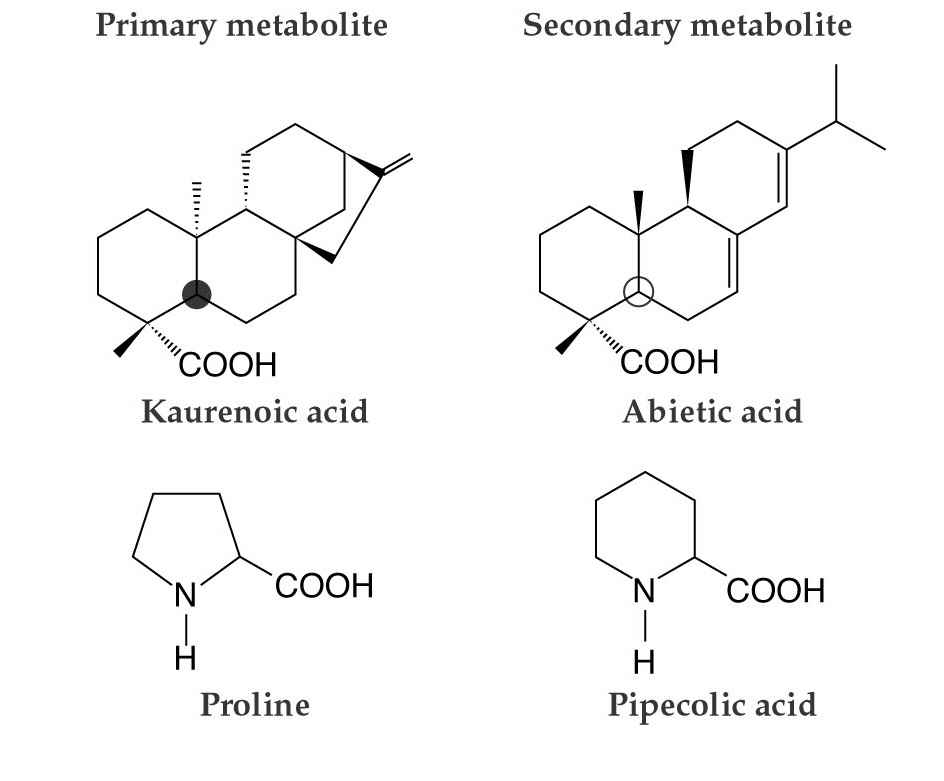 Primary metabolite
Secondary metabolite
COOH
COOH
Kaurenoic acid
Abietic acid
N
COOH
H
N
COOH
H
Proline
Pipecolic acid